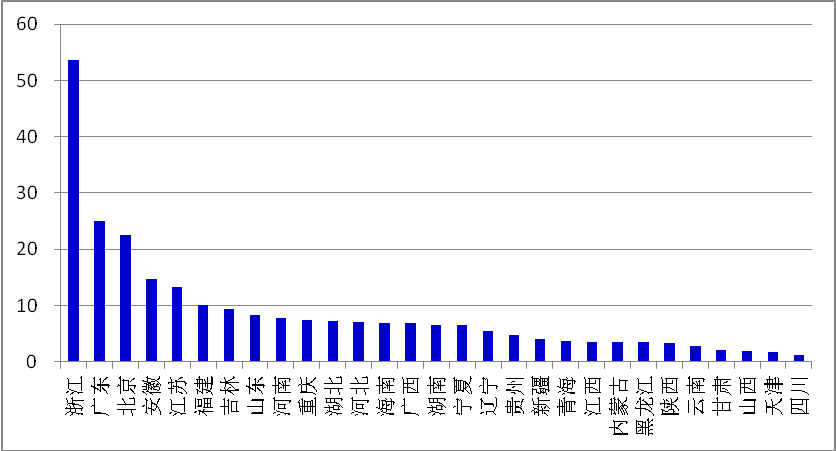 60
50
40
30
20
10
0
浙江
广东
北京
安徽
江苏
福建
吉林
山东
河南
重庆
湖北
河北
海南
广西
湖南
宁夏
辽宁
贵州
新疆
青海
江西
内蒙古
黑龙江
陕西
云南
甘肃
山西
天津
四川